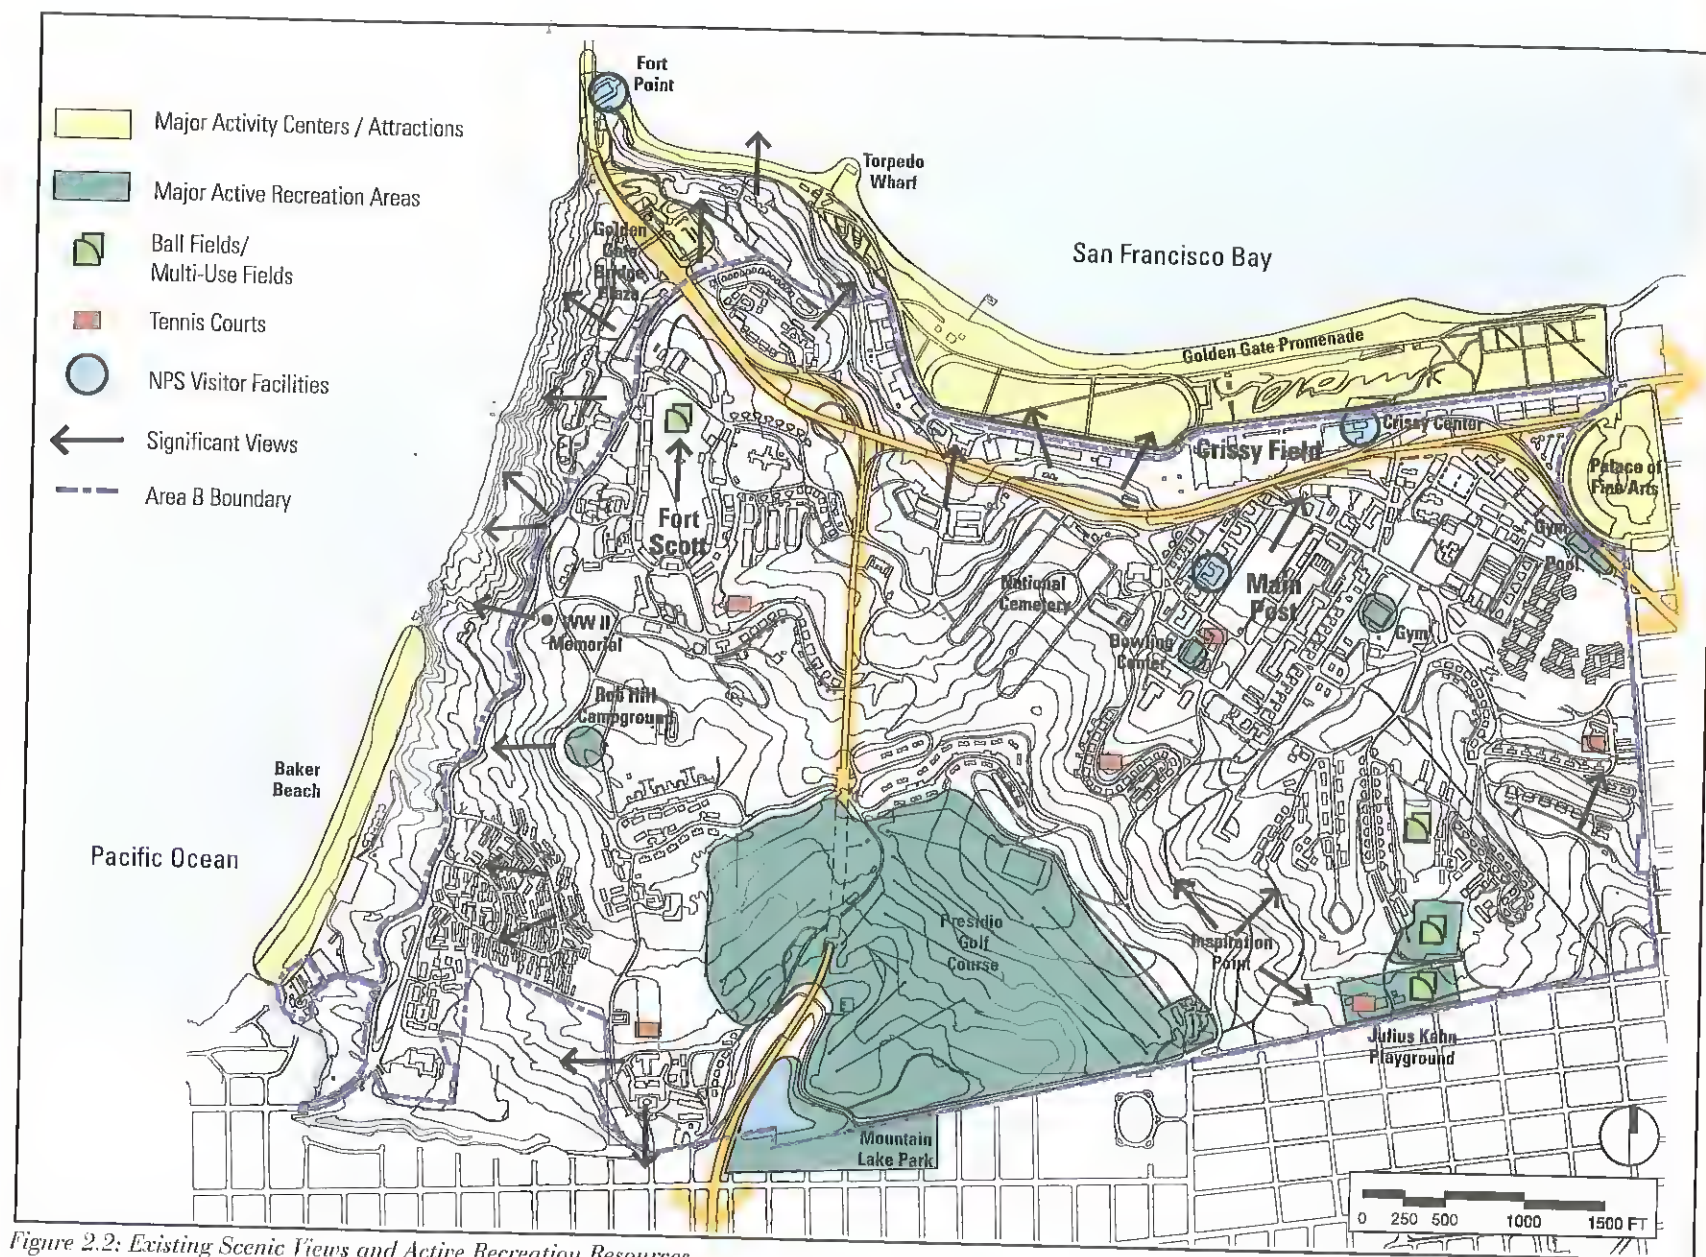 Major Activity Centers / Attractions
Major Active Recreation Areas
Ball Fields/
Multi-Use Fields
Tennis Courts
NPS Visitor Facilities
Significant Views
Area B Boundary
Fort
Point
Torpedo
Wharf
San Francisco Bay
Golden
Gate
Bridge
Plaza
Golden Gate Promenade
Crissy Center
Crissy Field
Palace of
Fine Arts
Gym
Pool
Fort
Scott
National
Cemetery
Main
Post
Bowling
Center
Gym
WW II
Memorial
Rob Hill
Campground
Baker
Beach
Pacific Ocean
Presidio
Golf
Course
Inspiration
Point
Julius Kahn
Playground
Mountain
Lake Park
0 250 500 1000 1500 FT
Figure 2.2: Existing Scenic Views and Active Recreation Resources